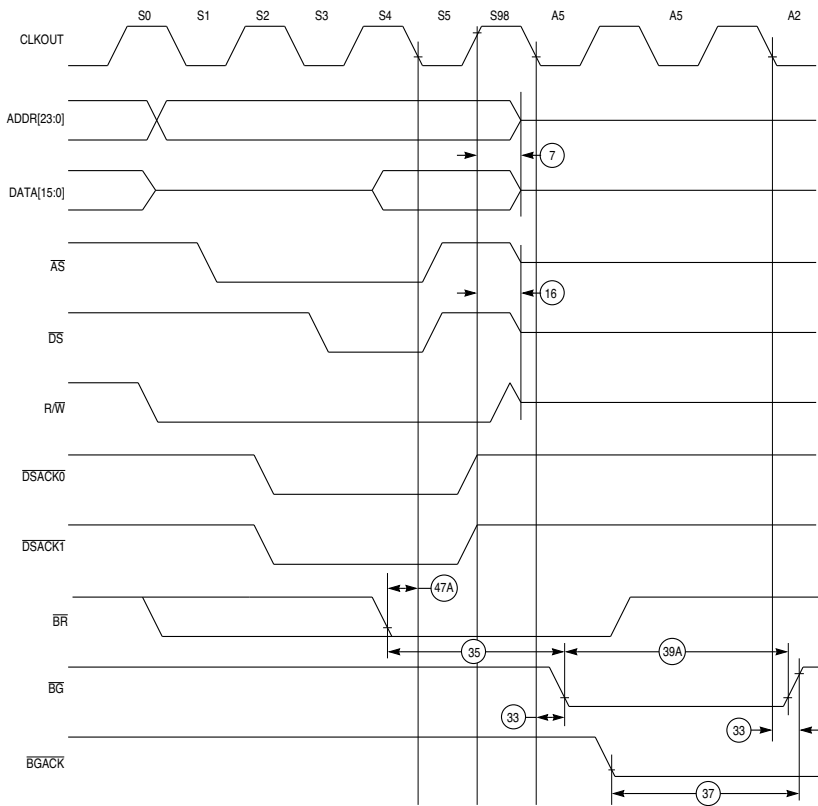 S0 S1 S2 S3 S4 S5 S98 A5 A5 A2
CLKOUT
ADDR[23:0]
7
DATA[15:0]
AS
16
DS
R/W
DSACK0
DSACK1
47A
BR
35 39A
BG
33 33
BGACK
37